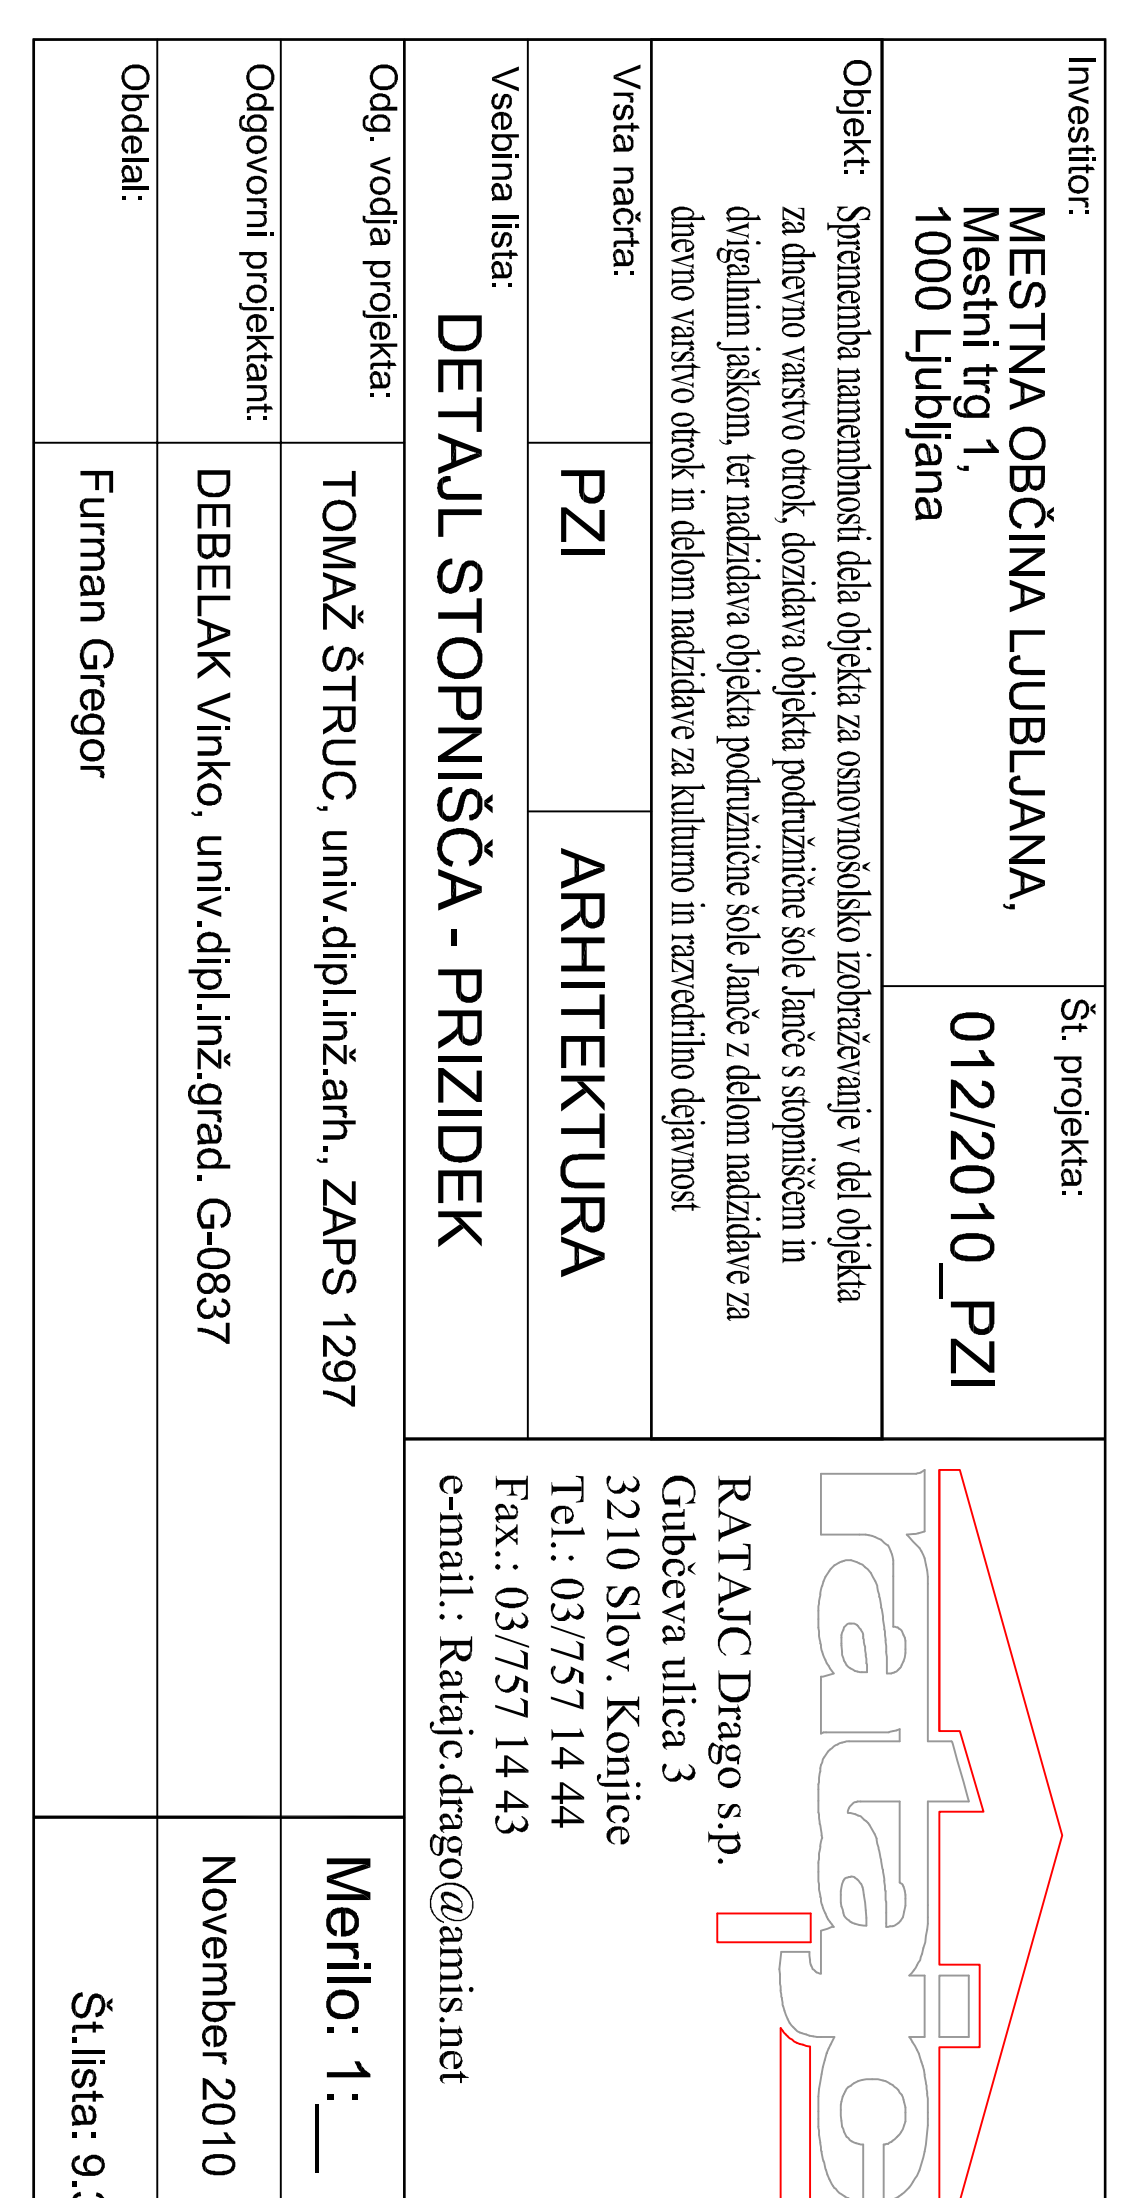 Investitor:
MESTNA OBČINA LJUBLJANA,
Mestni trg 1,
1000 Ljubljana
Št. projekta:
012/2010_PZI
Objekt:
Sprememba namembnosti dela objekta za osnovnošolsko izobraževanje v del objekta
za dnevno varstvo otrok, dozidava objekta podružnične šole Janče s stopniščem in
dvigalnim jaškom, ter nadzidava objekta podružnične šole Janče z delom nadzidave za
dnevno varstvo otrok in delom nadzidave za kulturno in razvedrilno dejavnost
Vrsta načrta:
PZI
ARHITEKTURA
Vsebina lista:
DETAJL STOPNIŠČA - PRIZIDEK
ratajc
RATAJC Drago s.p.
Gubčeva ulica 3
3210 Slov. Konjice
Tel.: 03/757 14 44
Fax.: 03/757 14 43
e-mail.: Ratajc.drago@amis.net
Odg. vodja projekta:
TOMAŽ ŠTRUC, univ.dipl.inž.arh., ZAPS 1297
Merilo: 1:__
Odgovorni projektant:
DEBELAK Vinko, univ.dipl.inž.grad. G-0837
November 2010
Obdelal:
Furman Gregor
Št.lista: 9.